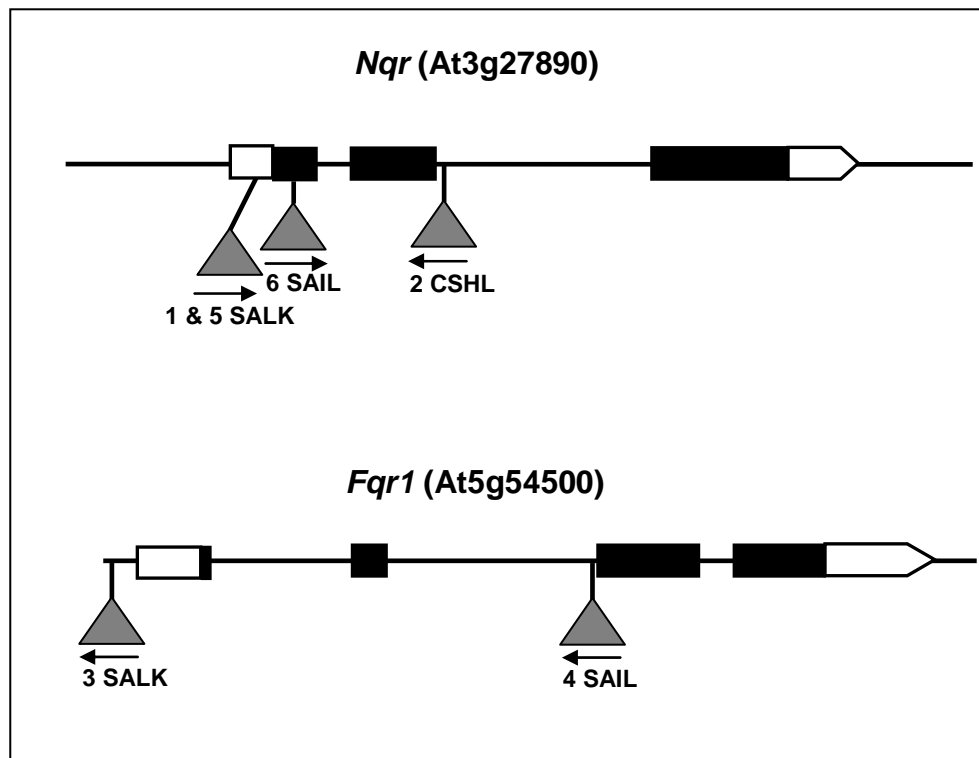 Nqr (At3g27890)
6 SAIL
2 CSHL
1 & 5 SALK
Fqr1 (At5g54500)
3 SALK
4 SAIL